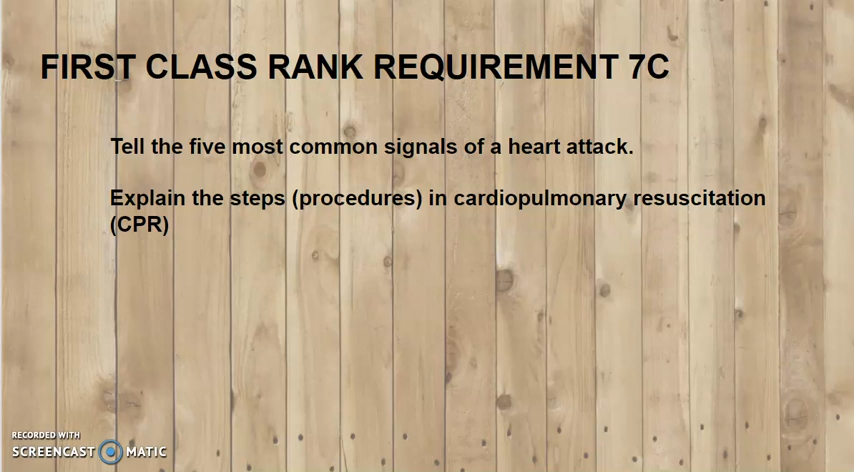 FIRST CLASS RANK REQUIREMENT 7C
Tell the five most common signals of a heart attack.
Explain the steps (procedures) in cardiopulmonary resuscitation
(CPR)
RECORDED WITH
SCREENCAST MATIC